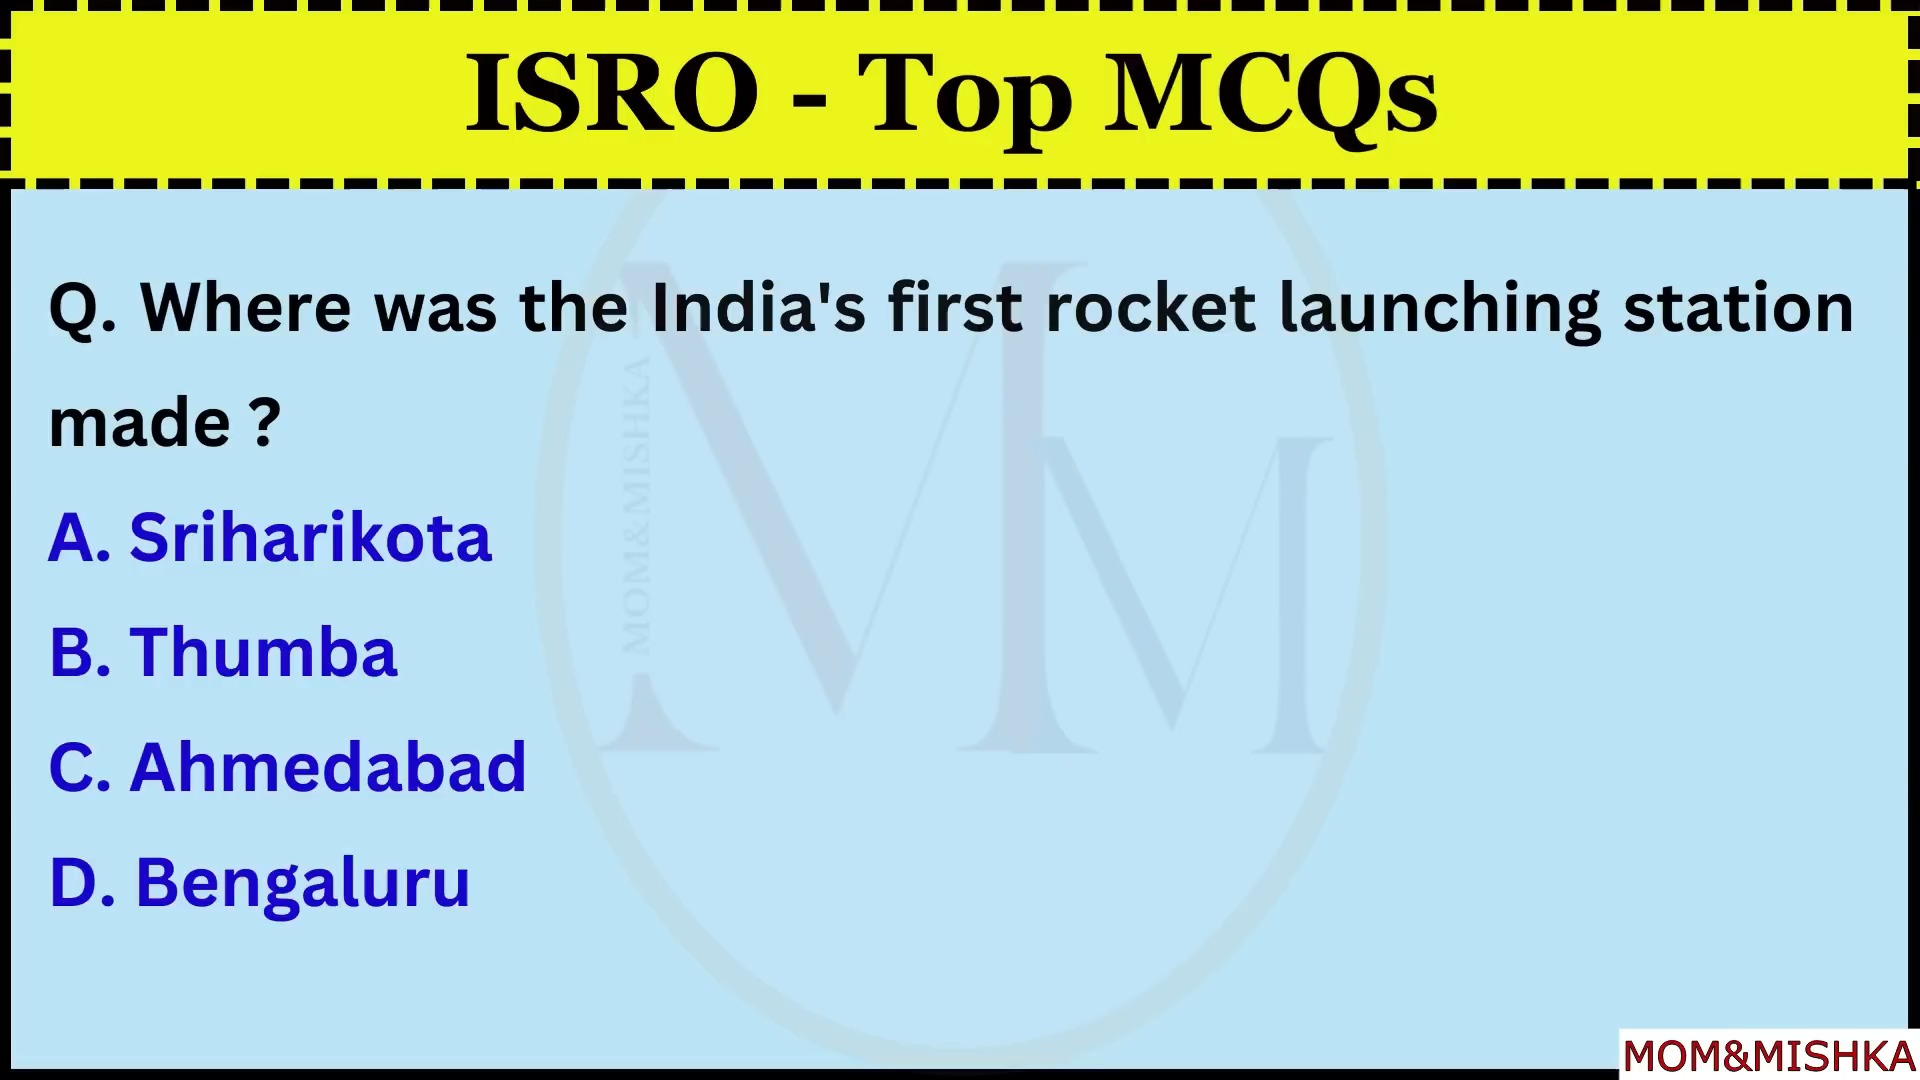 ISRO - Top MCQs
Q. Where was the India's first rocket launching station
made ?
A. Sriharikota
B. Thumba
C. Ahmedabad
D. Bengaluru
MOM&MISHKA
MM
MOM&MISHKA